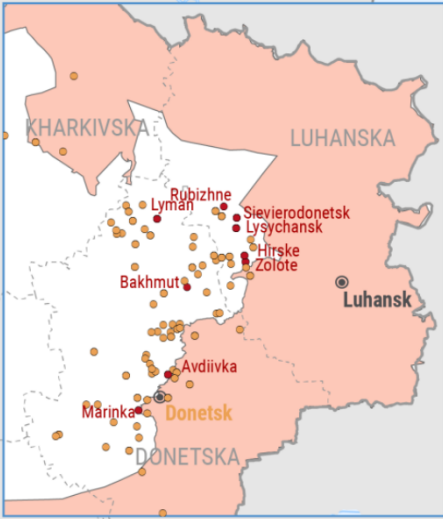 KHARKIVSKA
LUHANSKA
Rubizhne
Lyman
Sievierodonetsk
Lysychansk
Hirske
Zolote
Bakhmut
Luhansk
Avdiivka
Marinka
Donetsk
DONETSKA